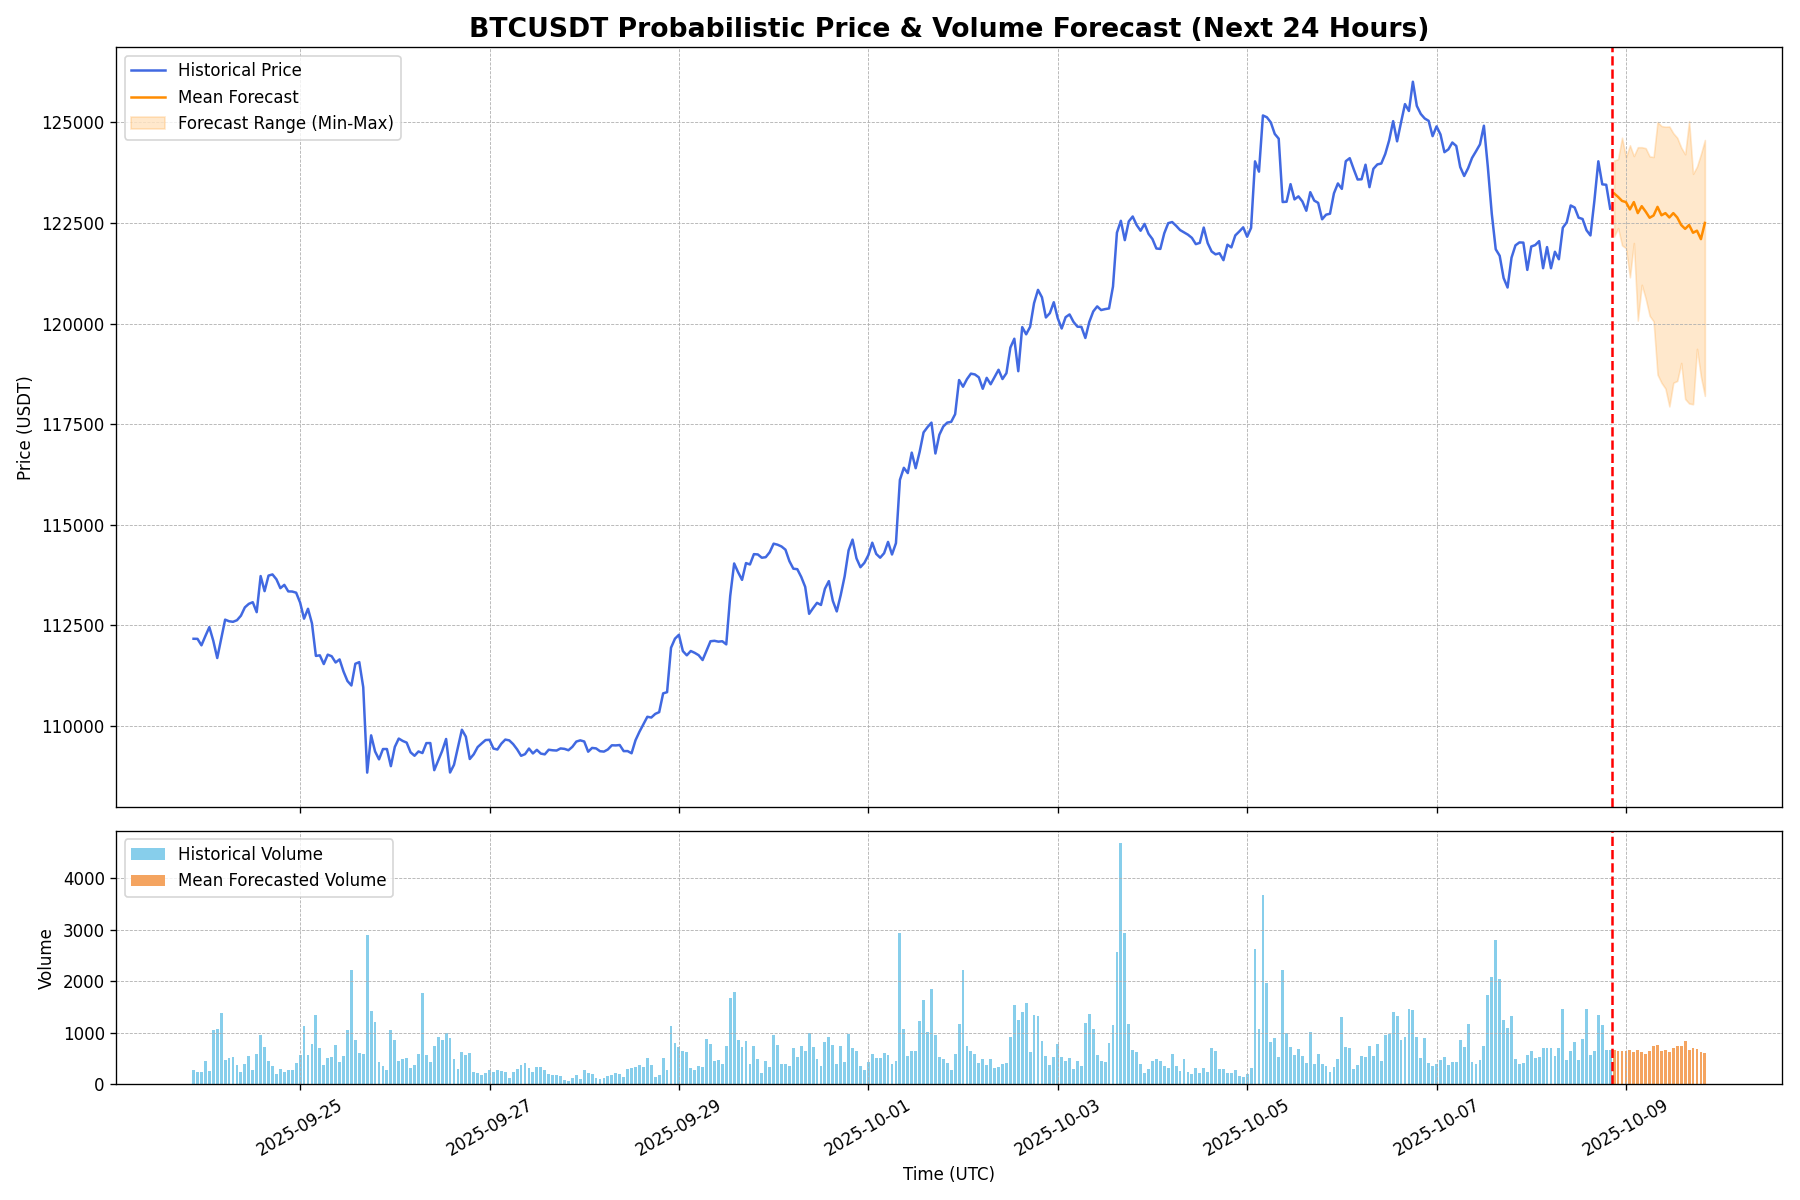 BTCUSDT Probabilistic Price & Volume Forecast (Next 24 Hours)
Historical Price
Mean Forecast
Forecast Range (Min-Max)
125000
122500
120000
117500
115000
112500
110000
Price (USDT)
Historical Volume
Mean Forecasted Volume
4000
3000
2000
1000
0
Volume
2025-09-25
2025-09-27
2025-09-29
2025-10-01
2025-10-03
2025-10-05
2025-10-07
2025-10-09
Time (UTC)